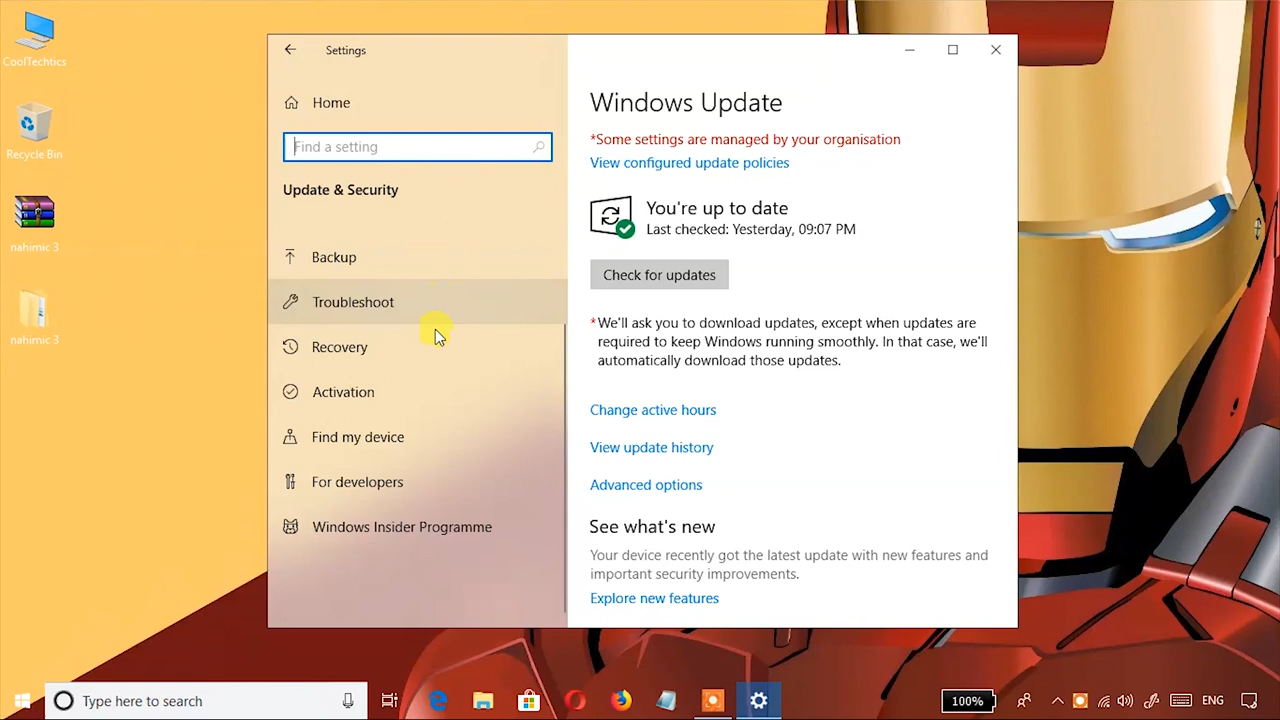 CoolTechtics
Recycle Bin
nahimic 3
nahimic 3
Settings
Home
Find a setting
Update & Security
Backup
Troubleshoot
Recovery
Activation
Find my device
For developers
Windows Insider Programme
Windows Update
*Some settings are managed by your organisation
View configured update policies
You're up to date
Last checked: Yesterday, 09:07 PM
Check for updates
*We'll ask you to download updates, except when updates are
required to keep Windows running smoothly. In that case, we'll
automatically download those updates.
Change active hours
View update history
Advanced options
See what's new
Your device recently got the latest update with new features and
important security improvements.
Explore new features
Type here to search
100%
ENG